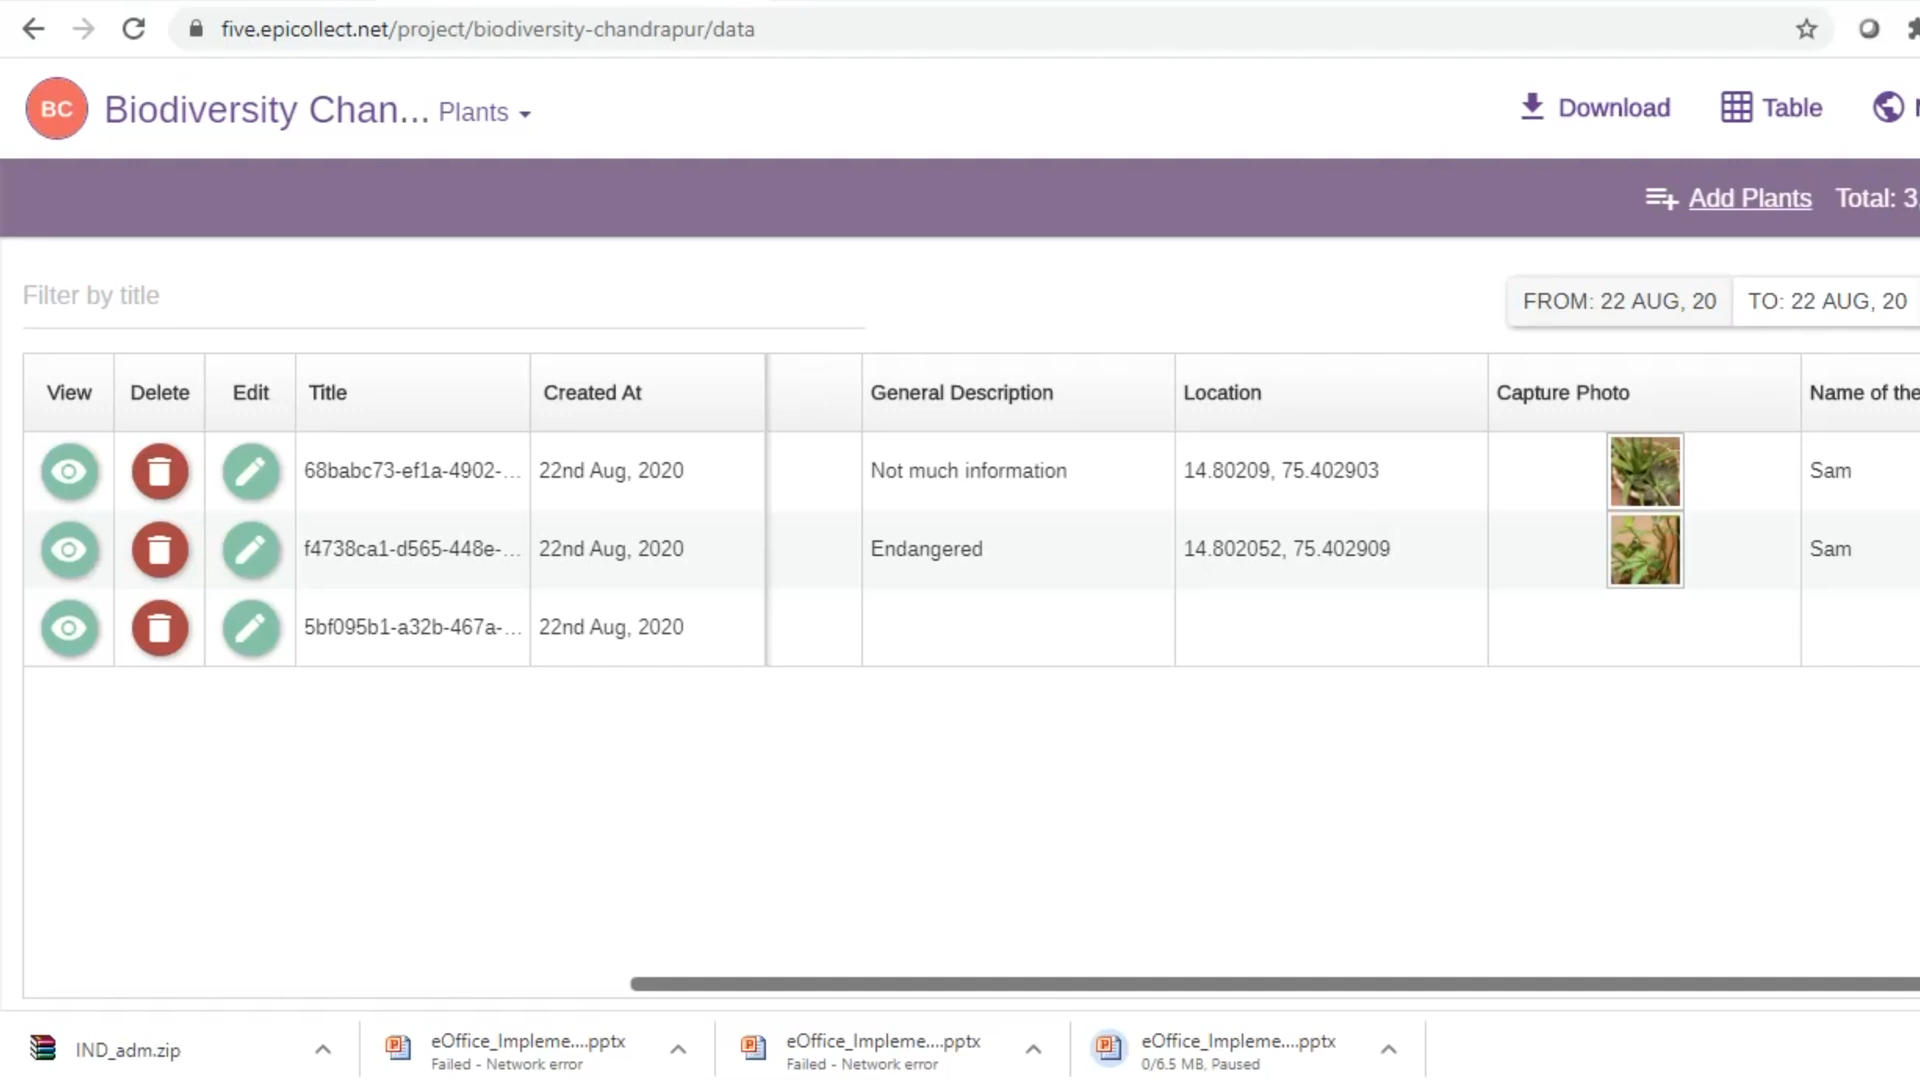 five.epicollect.net/project/biodiversity-chandrapur/data
BC Biodiversity Chan... Plants
Download Table
Add Plants Total: 3
Filter by title
FROM: 22 AUG, 20 TO: 22 AUG, 20
View Delete Edit Title Created At General Description Location Capture Photo Name of the
68babc73-ef1a-4902-... 22nd Aug, 2020 Not much information 14.80209, 75.402903 Sam
f4738ca1-d565-448e-... 22nd Aug, 2020 Endangered 14.802052, 75.402909 Sam
5bf095b1-a32b-467a-... 22nd Aug, 2020
IND_adm.zip
eOffice_Impleme....pptx
Failed - Network error
eOffice_Impleme....pptx
Failed - Network error
eOffice_Impleme....pptx
0/6.5 MB, Paused